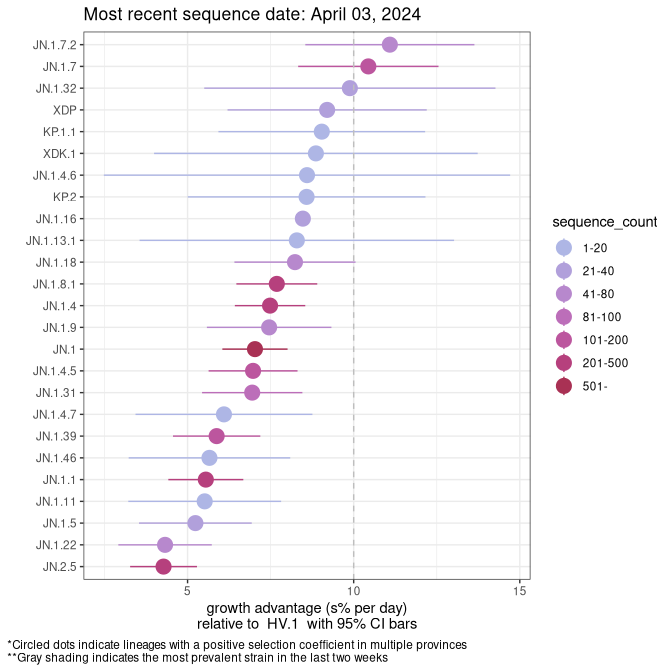 Most recent sequence date: April 03, 2024
JN.1.7.2
JN.1.7
JN.1.32
XDP
KP.1.1
XDK.1
JN.1.4.6
KP.2
JN.1.16
JN.1.13.1
JN.1.18
JN.1.8.1
JN.1.4
JN.1.9
JN.1
JN.1.4.5
JN.1.31
JN.1.4.7
JN.1.39
JN.1.46
JN.1.1
JN.1.11
JN.1.5
JN.1.22
JN.2.5
5 10 15
growth advantage (s% per day)
relative to HV.1 with 95% CI bars
sequence_count
1-20
21-40
41-80
81-100
101-200
201-500
501-
*Circled dots indicate lineages with a positive selection coefficient in multiple provinces
**Gray shading indicates the most prevalent strain in the last two weeks